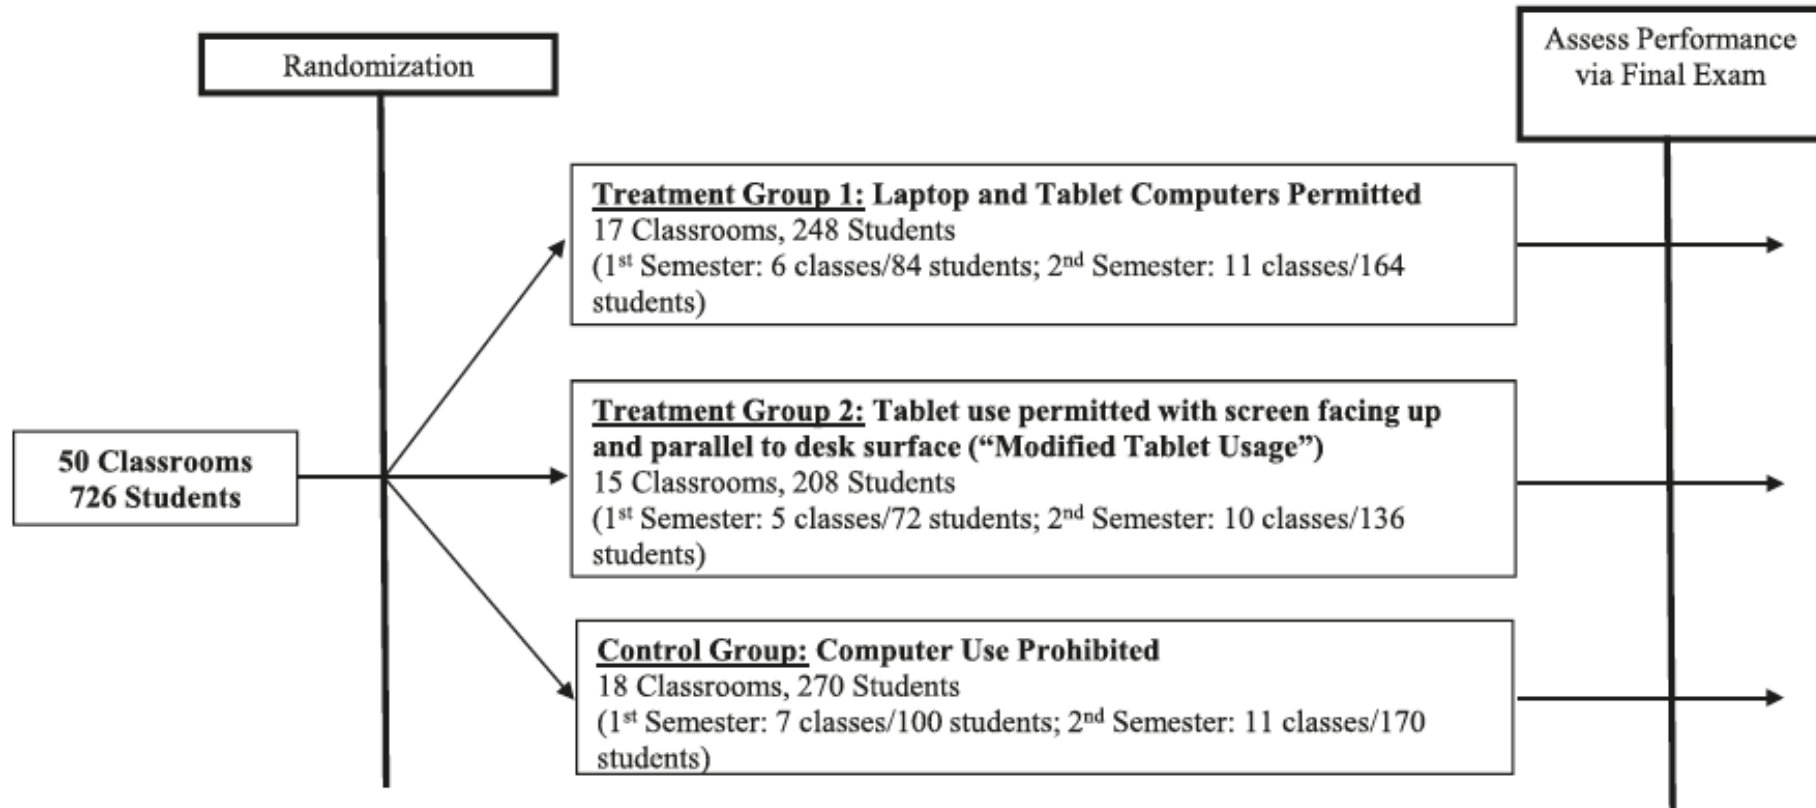 Randomization
Assess Performance
via Final Exam
50 Classrooms
726 Students
Treatment Group 1: Laptop and Tablet Computers Permitted
17 Classrooms, 248 Students
(1st Semester: 6 classes/84 students; 2nd Semester: 11 classes/164
students)
Treatment Group 2: Tablet use permitted with screen facing up
and parallel to desk surface (“Modified Tablet Usage”)
15 Classrooms, 208 Students
(1st Semester: 5 classes/72 students; 2nd Semester: 10 classes/136
students)
Control Group: Computer Use Prohibited
18 Classrooms, 270 Students
(1st Semester: 7 classes/100 students; 2nd Semester: 11 classes/170
students)